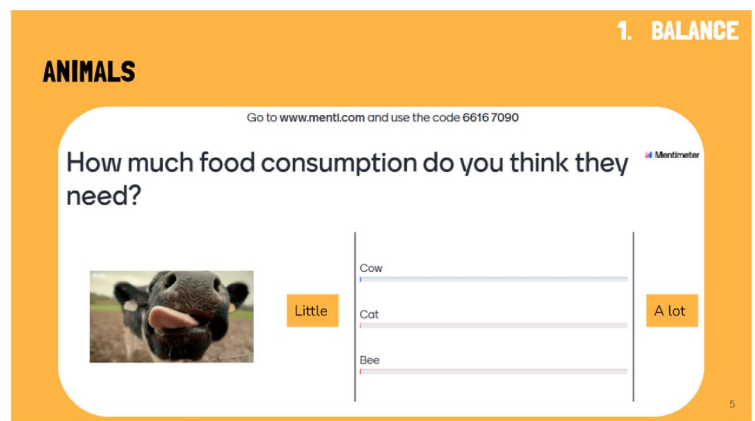 1. BALANCE
ANIMALS
Go to www.menti.com and use the code 6616 7090
How much food consumption do you think they
need?
Mentimeter
Cow
Little
Cat
A lot
Bee
5